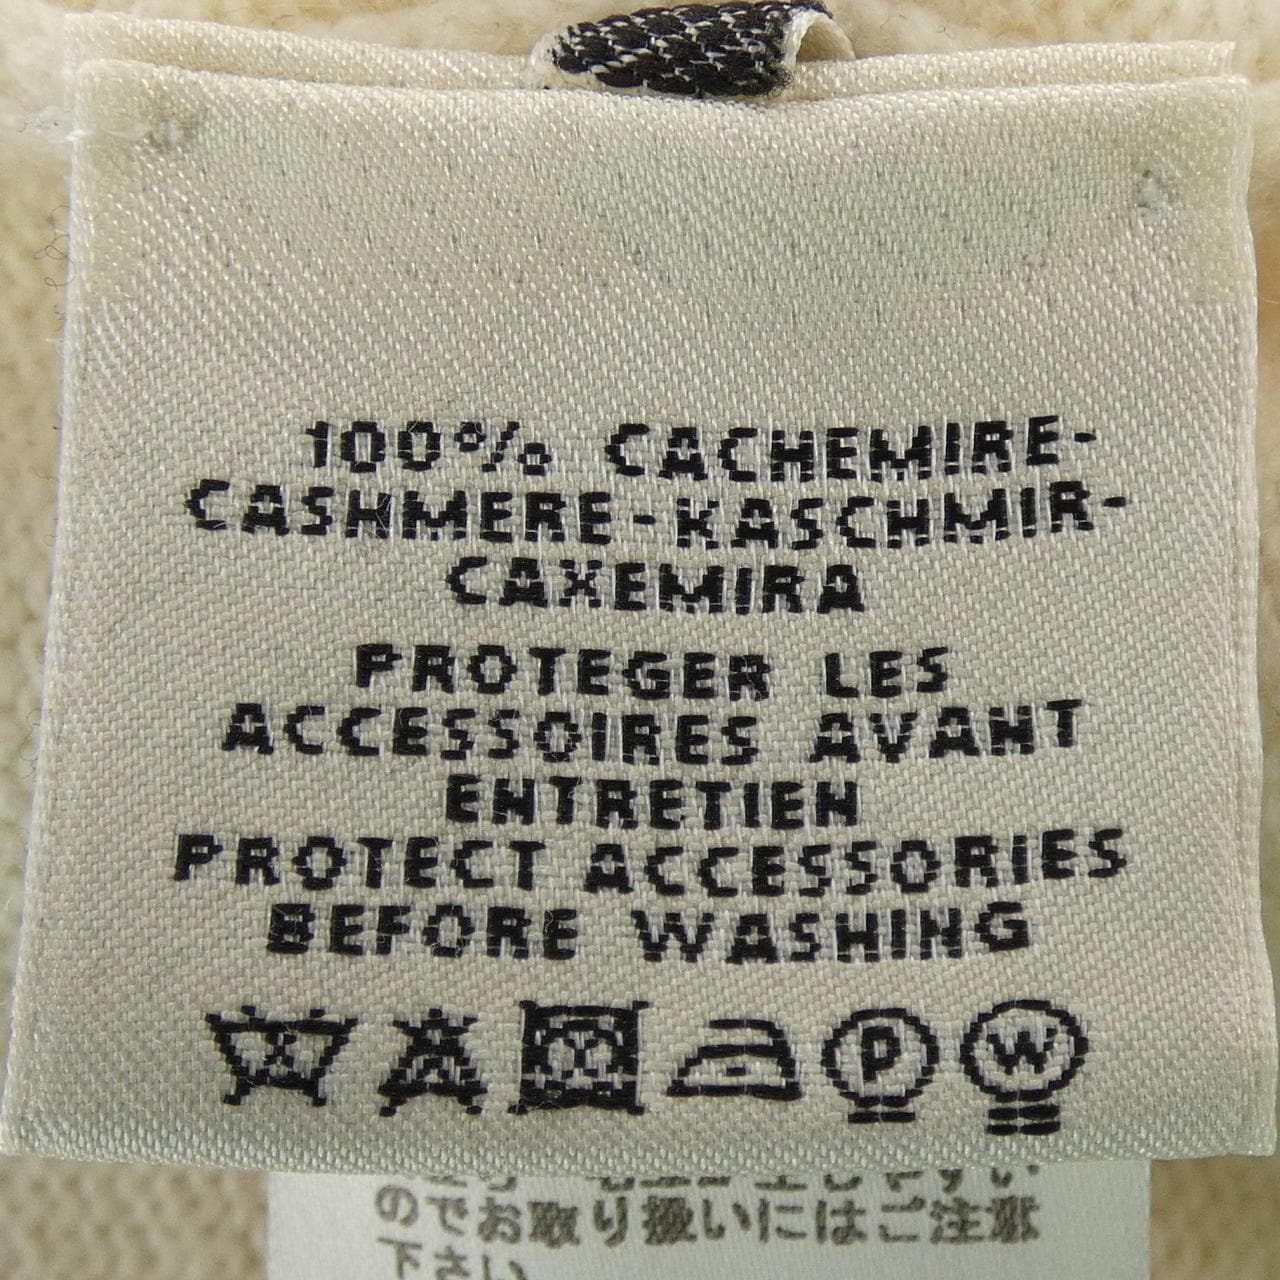 100% CACHEMIRE-
CASHMERE-KASCHMIR-
CAXEMIRA
PROTEGER LES
ACCESSOIRES AVANT
ENTRETIEN
PROTECT ACCESSORIES
BEFORE WASHING
P W
のでお取り扱いにはご注意
下さい